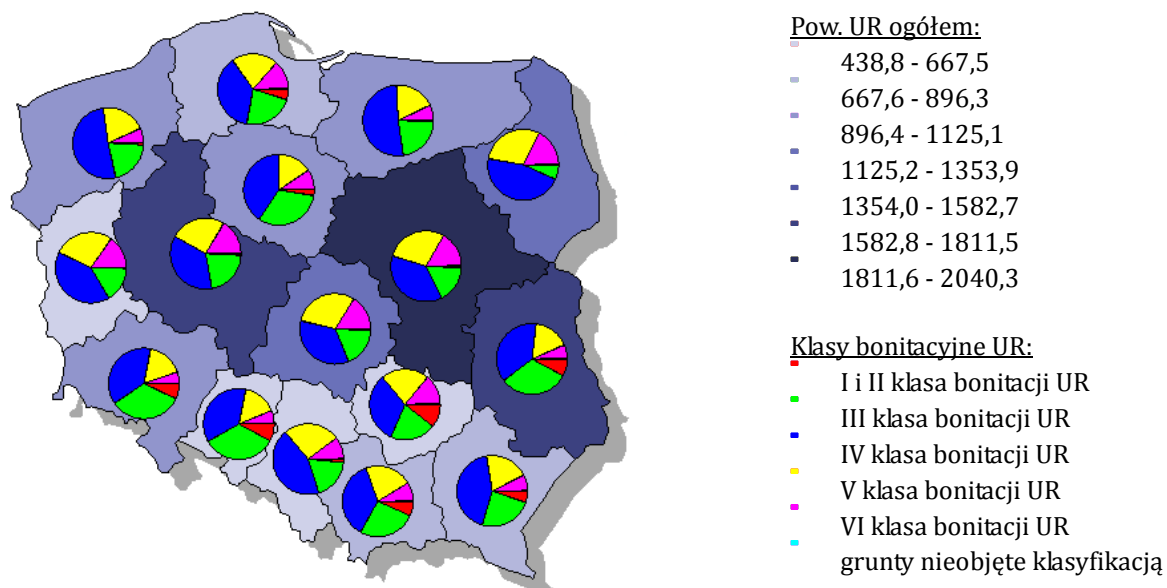 Pow. UR ogółem:
438,8 - 667,5
667,6 - 896,3
896,4 - 1125,1
1125,2 - 1353,9
1354,0 - 1582,7
1582,8 - 1811,5
1811,6 - 2040,3
Klasy bonitacyjne UR:
I i II klasa bonitacji UR
III klasa bonitacji UR
IV klasa bonitacji UR
V klasa bonitacji UR
VI klasa bonitacji UR
grunty nieobjęte klasyfikacją